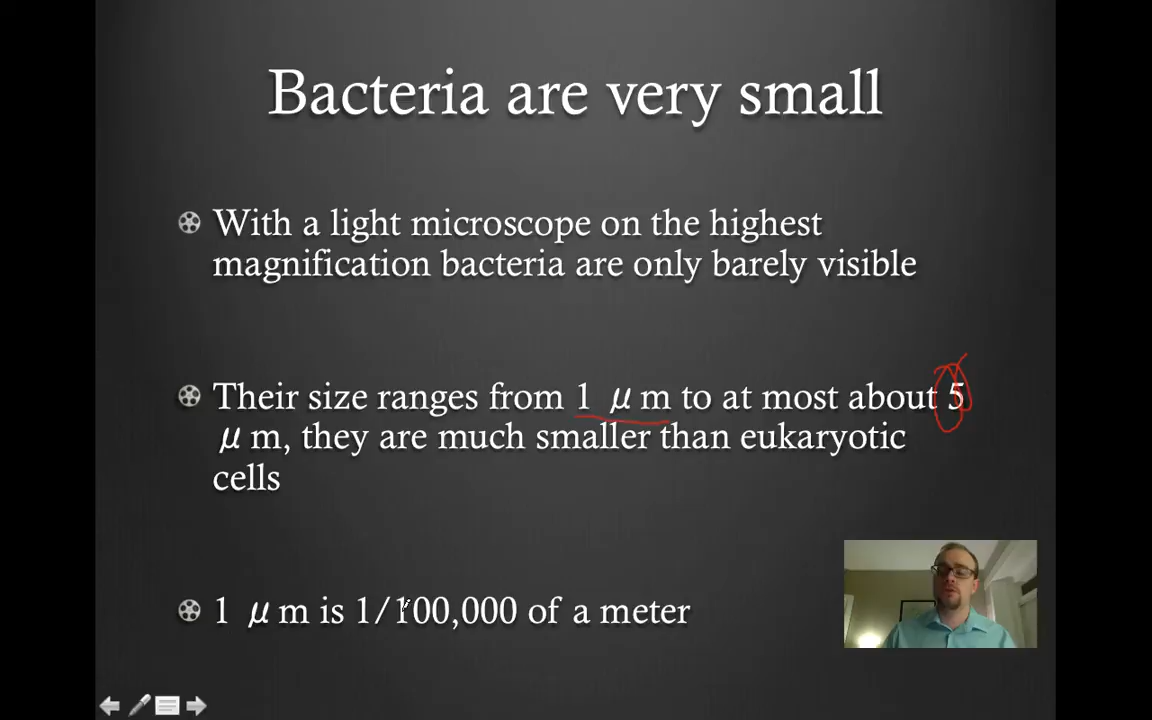 Bacteria are very small
With a light microscope on the highest
magnification bacteria are only barely visible
Their size ranges from 1 μm to at most about 5
μm, they are much smaller than eukaryotic
cells
1 μm is 1/100,000 of a meter